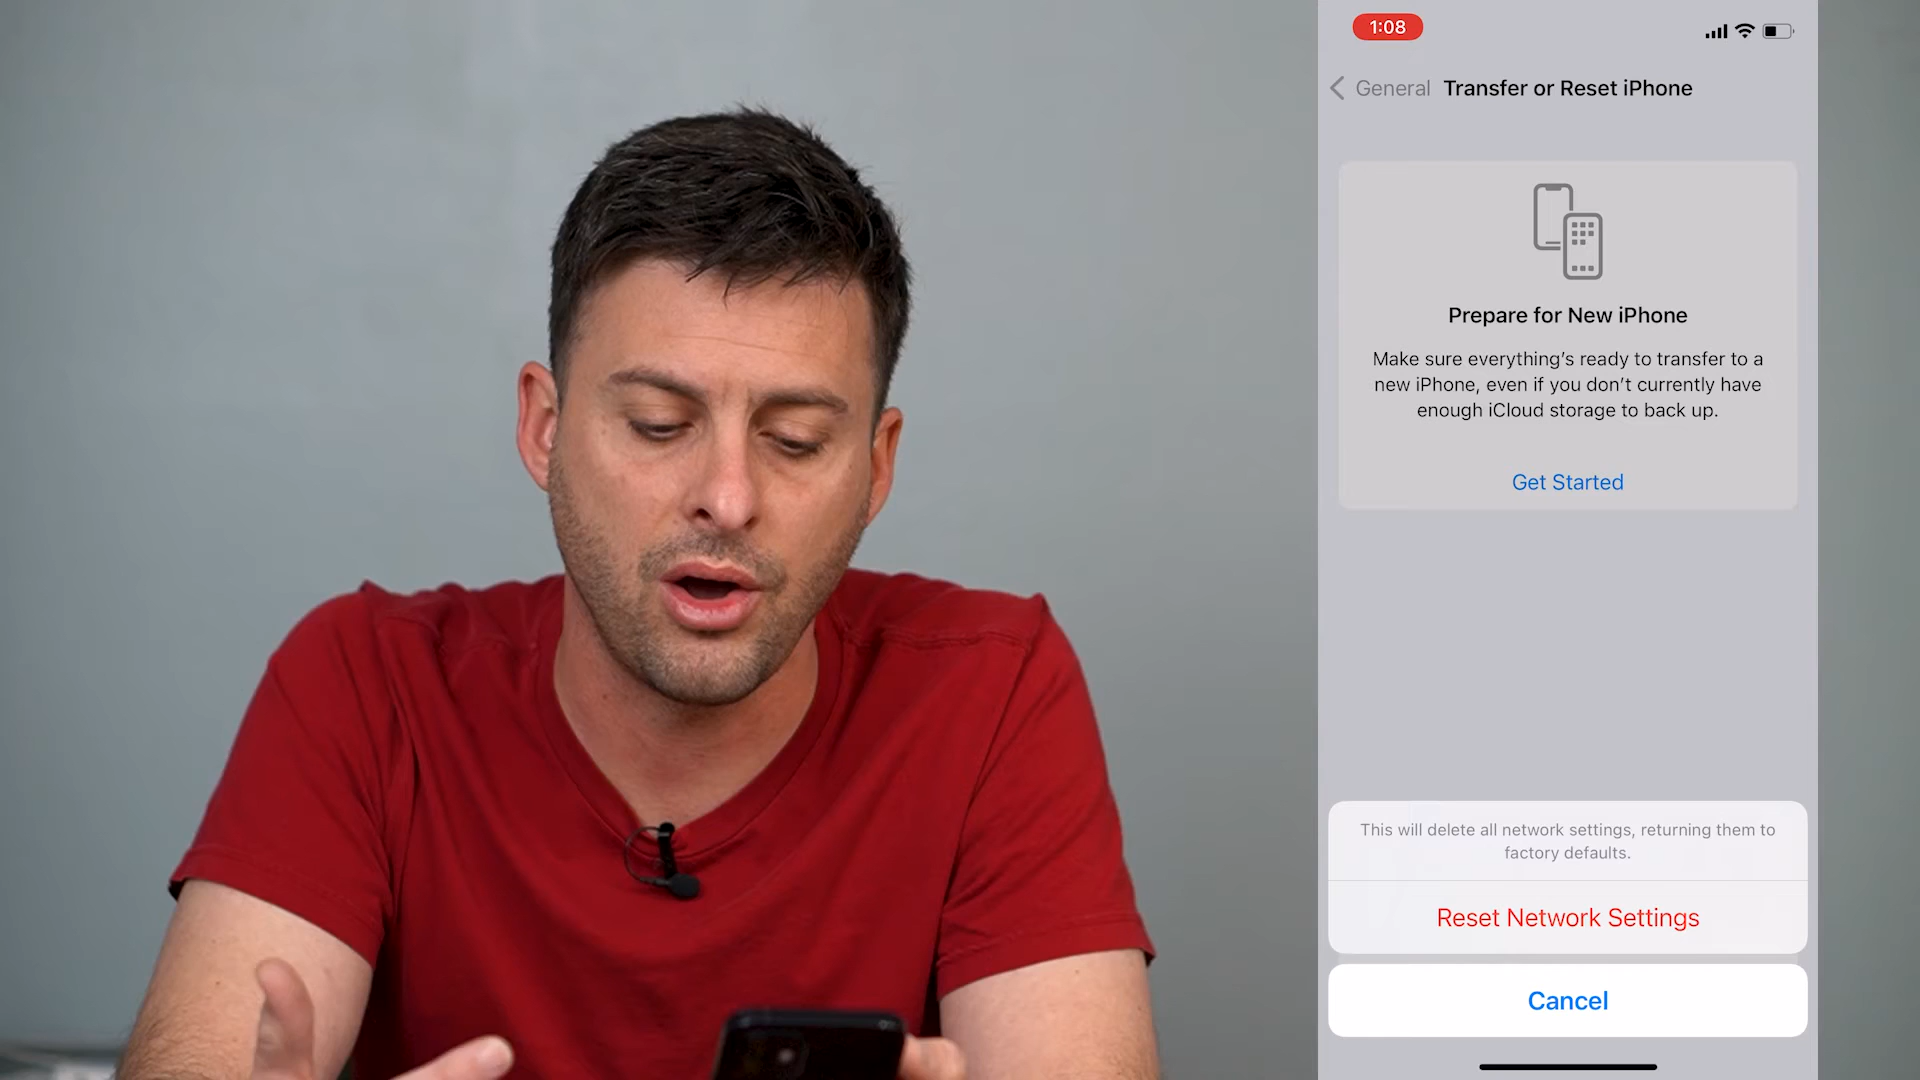 1:08
General Transfer or Reset iPhone
Prepare for New iPhone
Make sure everything's ready to transfer to a
new iPhone, even if you don't currently have
enough iCloud storage to back up.
Get Started
This will delete all network settings, returning them to
factory defaults.
Reset Network Settings
Cancel